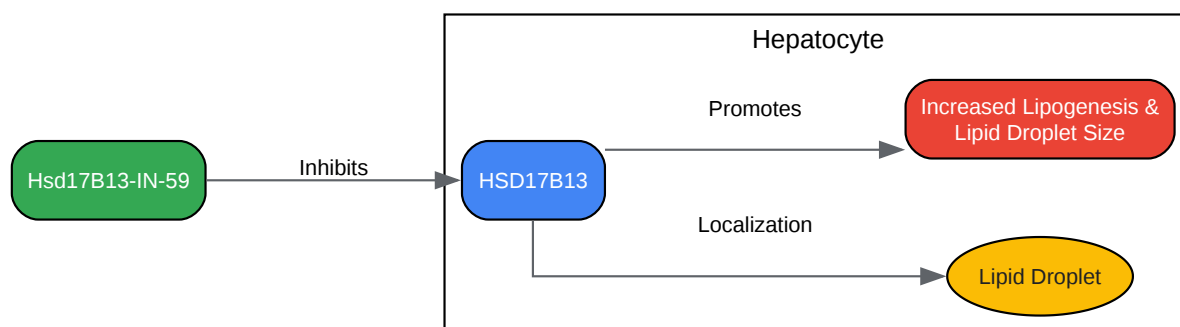 Hepatocyte
Promotes
Increased Lipogenesis &
Lipid Droplet Size
Hsd17B13-IN-59
Inhibits
HSD17B13
Localization
Lipid Droplet